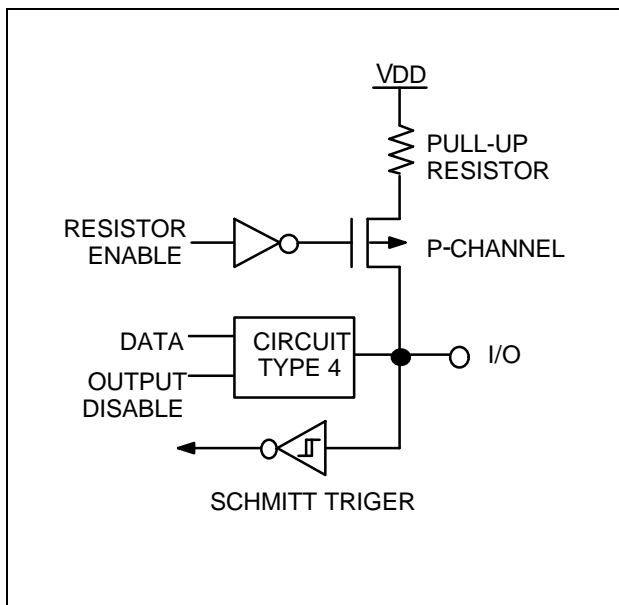 VDD
PULL-UP
RESISTOR
RESISTOR
ENABLE
P-CHANNEL
DATA
OUTPUT
DISABLE
CIRCUIT
TYPE 4
I/O
SCHMITT TRIGER